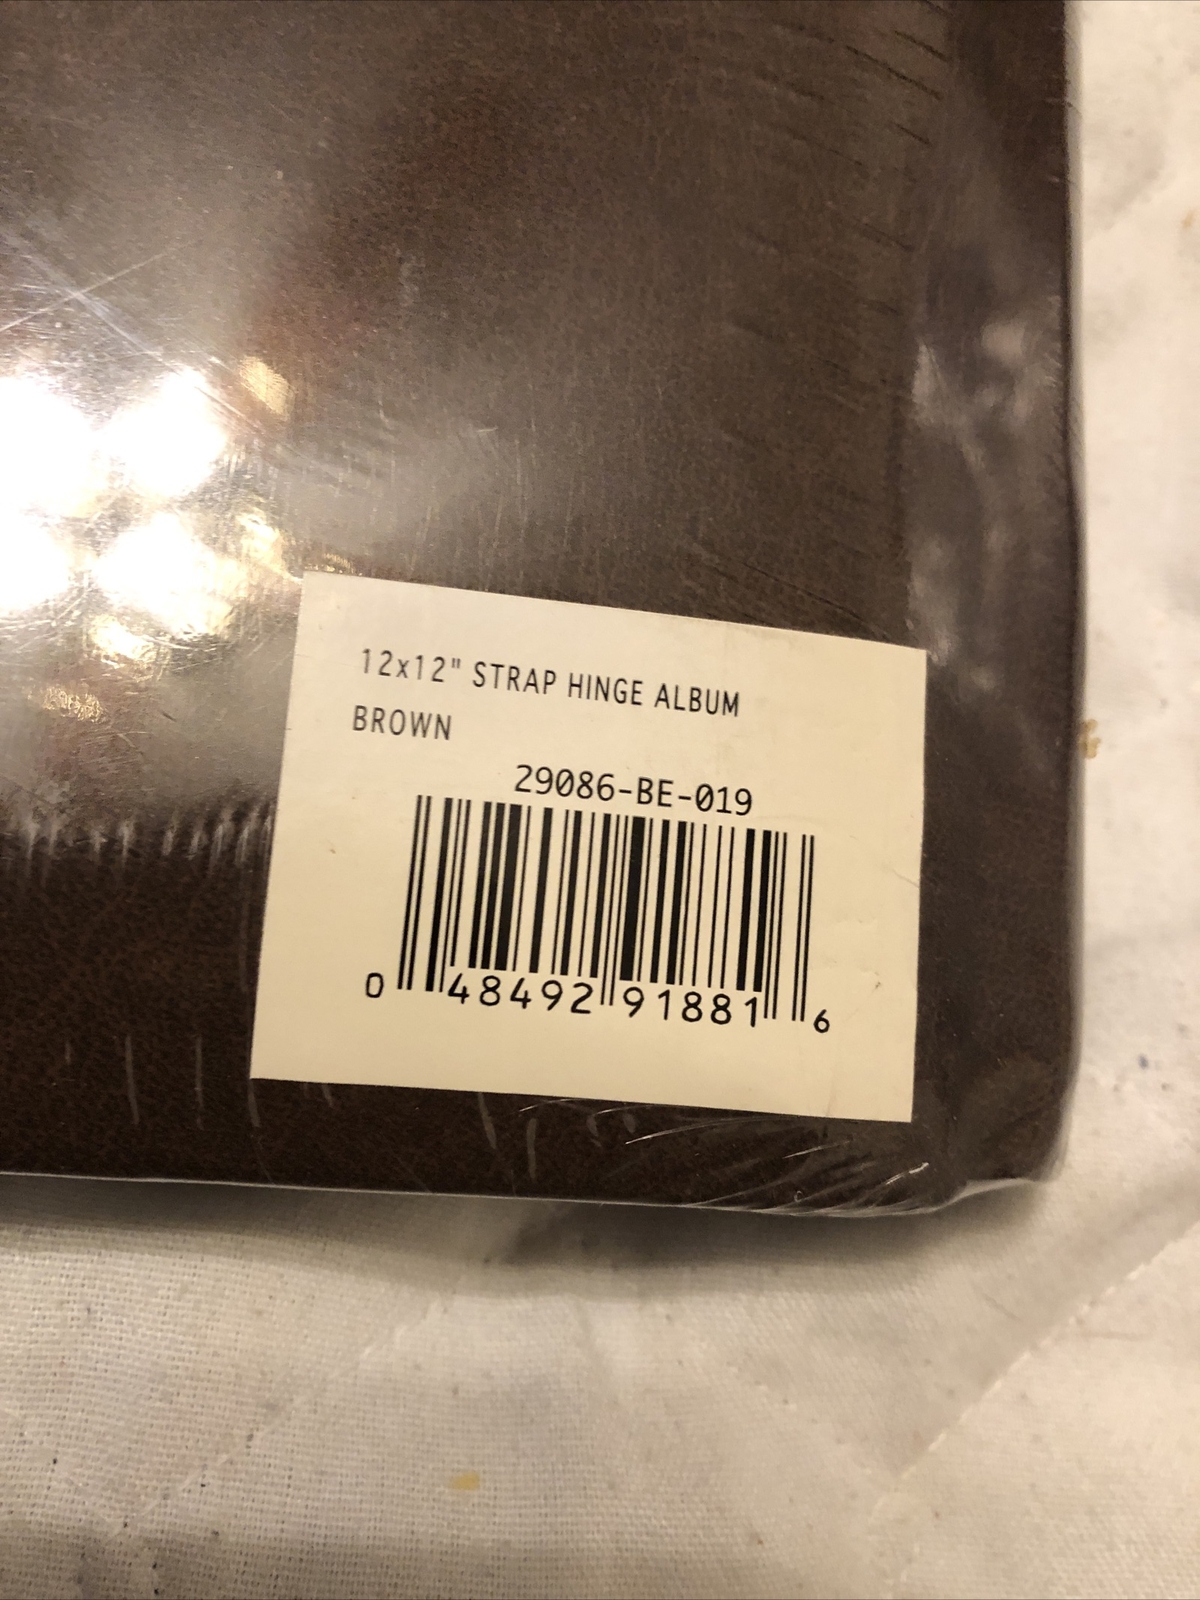 12x12" STRAP HINGE ALBUM
BROWN
29086-BE-019
0 48492 91881 6